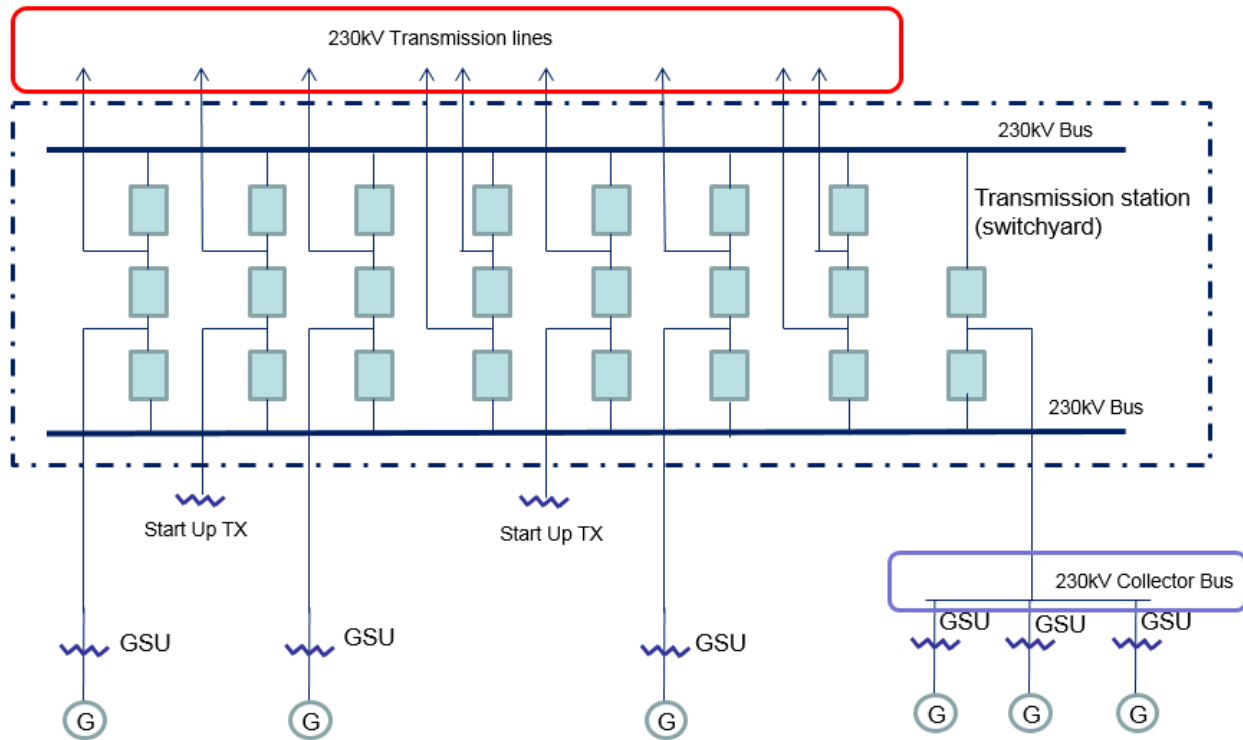 230kV Transmission lines
230kV Bus
Transmission station
(switchyard)
230kV Bus
Start Up TX
Start Up TX
230kV Collector Bus
GSU
GSU
GSU
GSU
GSU
GSU
G
G
G
G
G
G